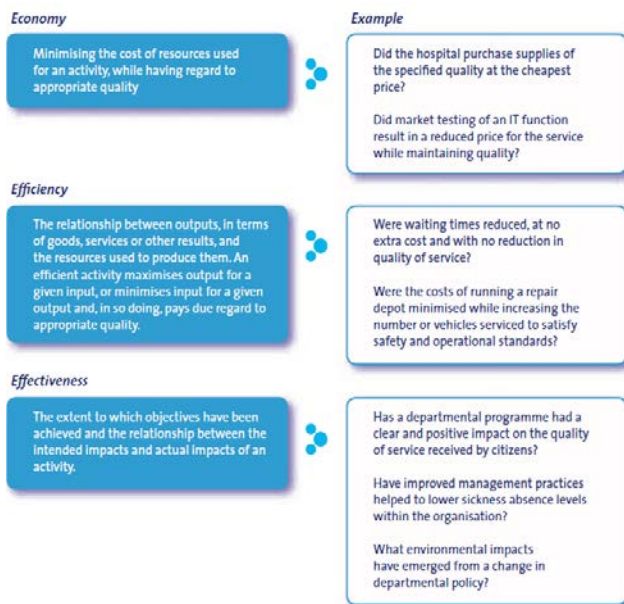 Economy
Example
Minimising the cost of resources used
for an activity, while having regard to
appropriate quality
Did the hospital purchase supplies of
the specified quality at the cheapest
price?
Did market testing of an IT function
result in a reduced price for the service
while maintaining quality?
Efficiency
The relationship between outputs, in terms
of goods, services or other results, and
the resources used to produce them. An
efficient activity maximises output for a
given input, or minimises input for a given
output and, in so doing, pays due regard to
appropriate quality.
Were waiting times reduced, at no
extra cost and with no reduction in
quality of service?
Were the costs of running a repair
depot minimised while increasing the
number or vehicles serviced to satisfy
safety and operational standards?
Effectiveness
The extent to which objectives have been
achieved and the relationship between the
intended impacts and actual impacts of an
activity.
Has a departmental programme had a
clear and positive impact on the quality
of service received by citizens?
Have improved management practices
helped to lower sickness absence levels
within the organisation?
What environmental impacts
have emerged from a change in
departmental policy?